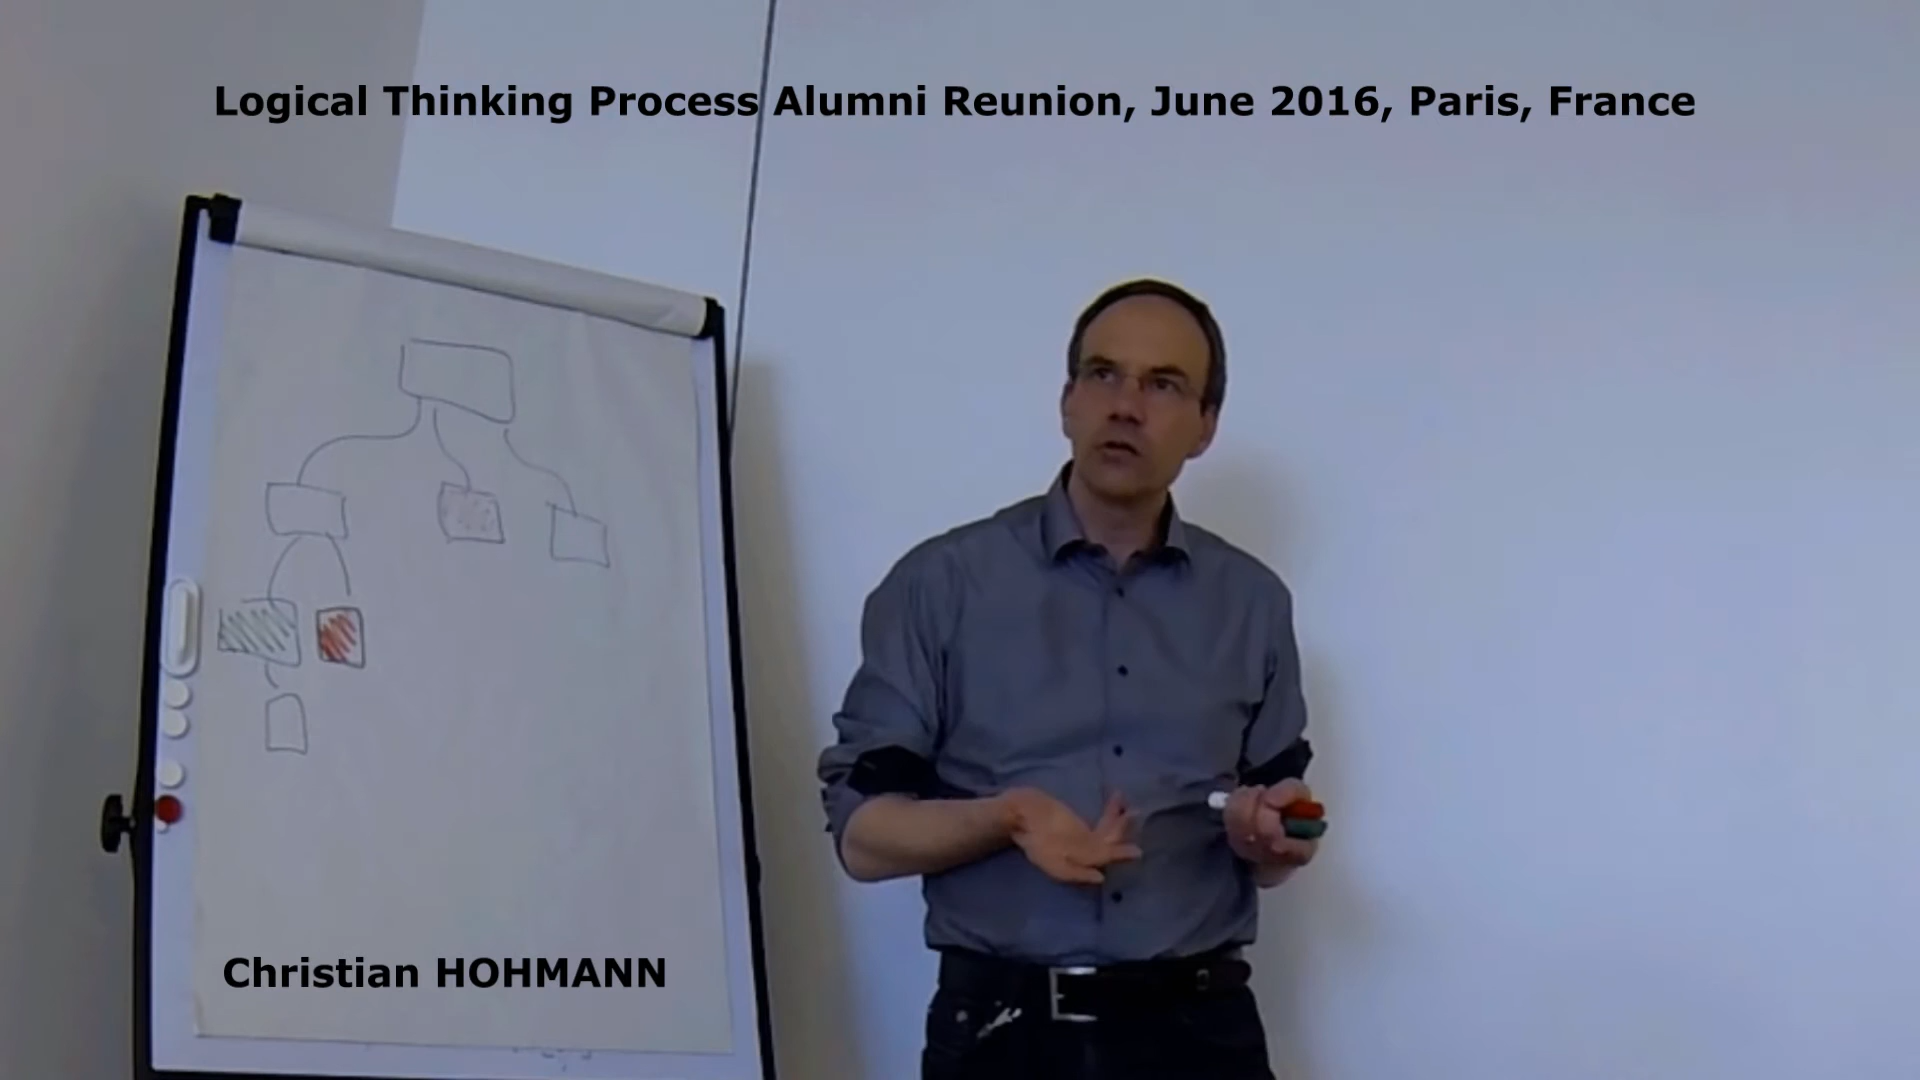 Logical Thinking Process Alumni Reunion, June 2016, Paris, France
Christian HOHMANN